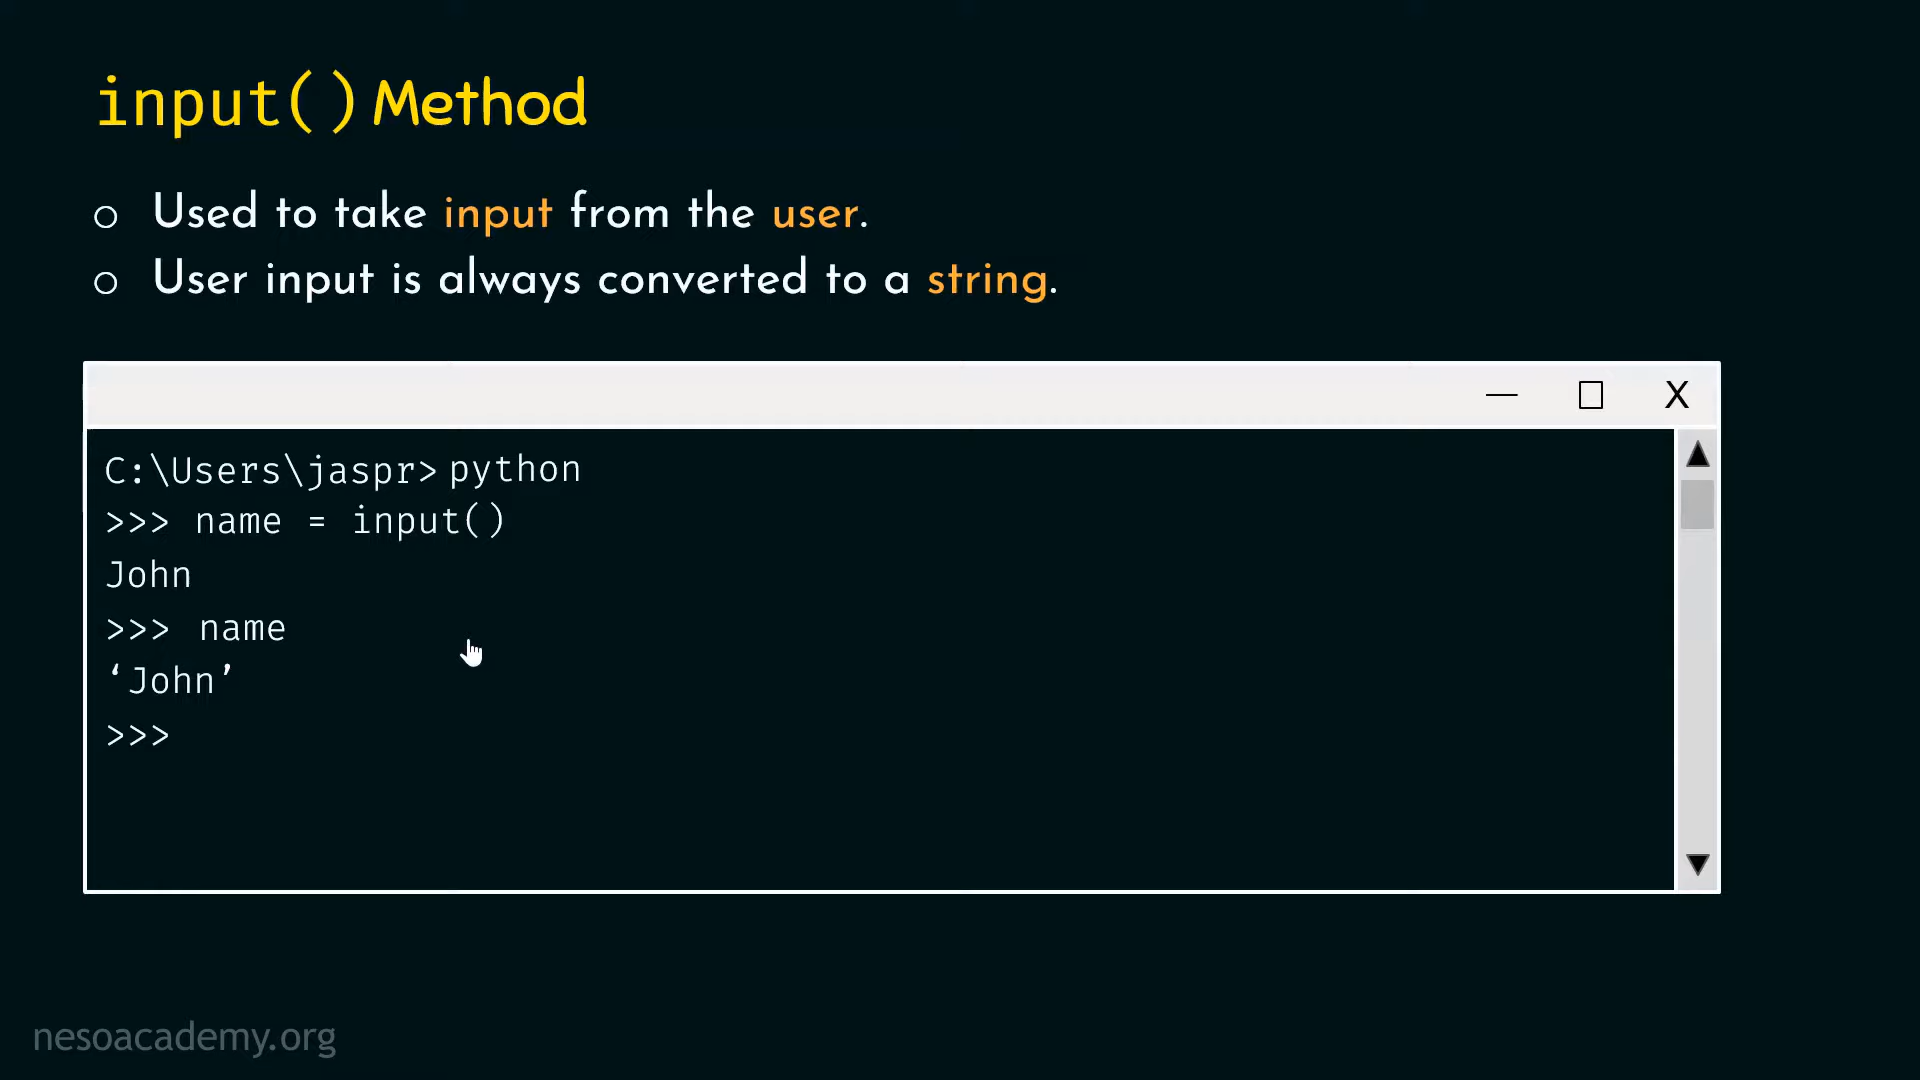 input() Method
○ Used to take input from the user.
○ User input is always converted to a string.
— □ X
C:\Users\jaspr> python
>>> name = input()
John
>>> name
‘John’
>>>
nesoacademy.org